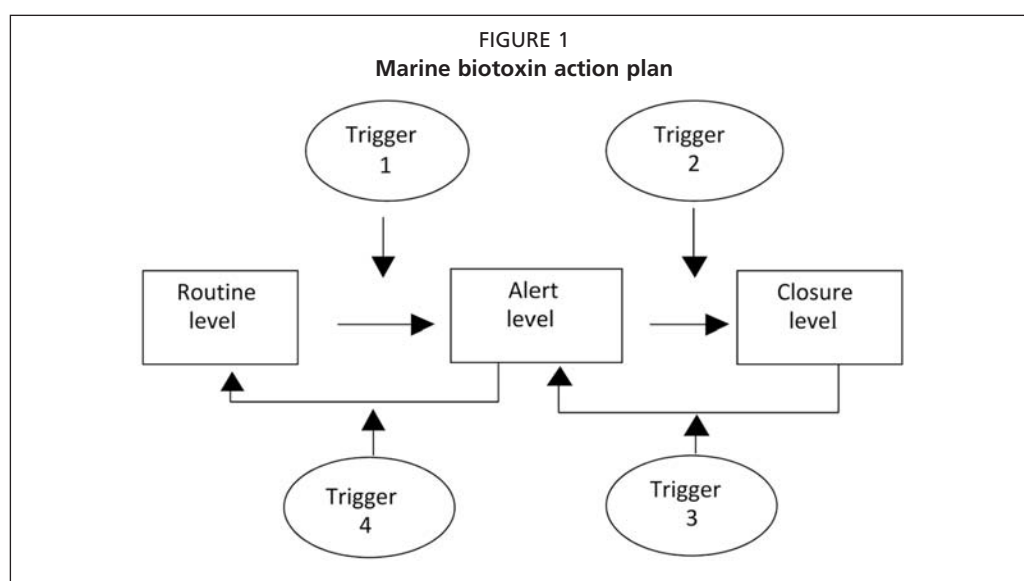 FIGURE 1
Marine biotoxin action plan
Trigger
1
Trigger
2
Routine
level
Alert
level
Closure
level
Trigger
4
Trigger
3